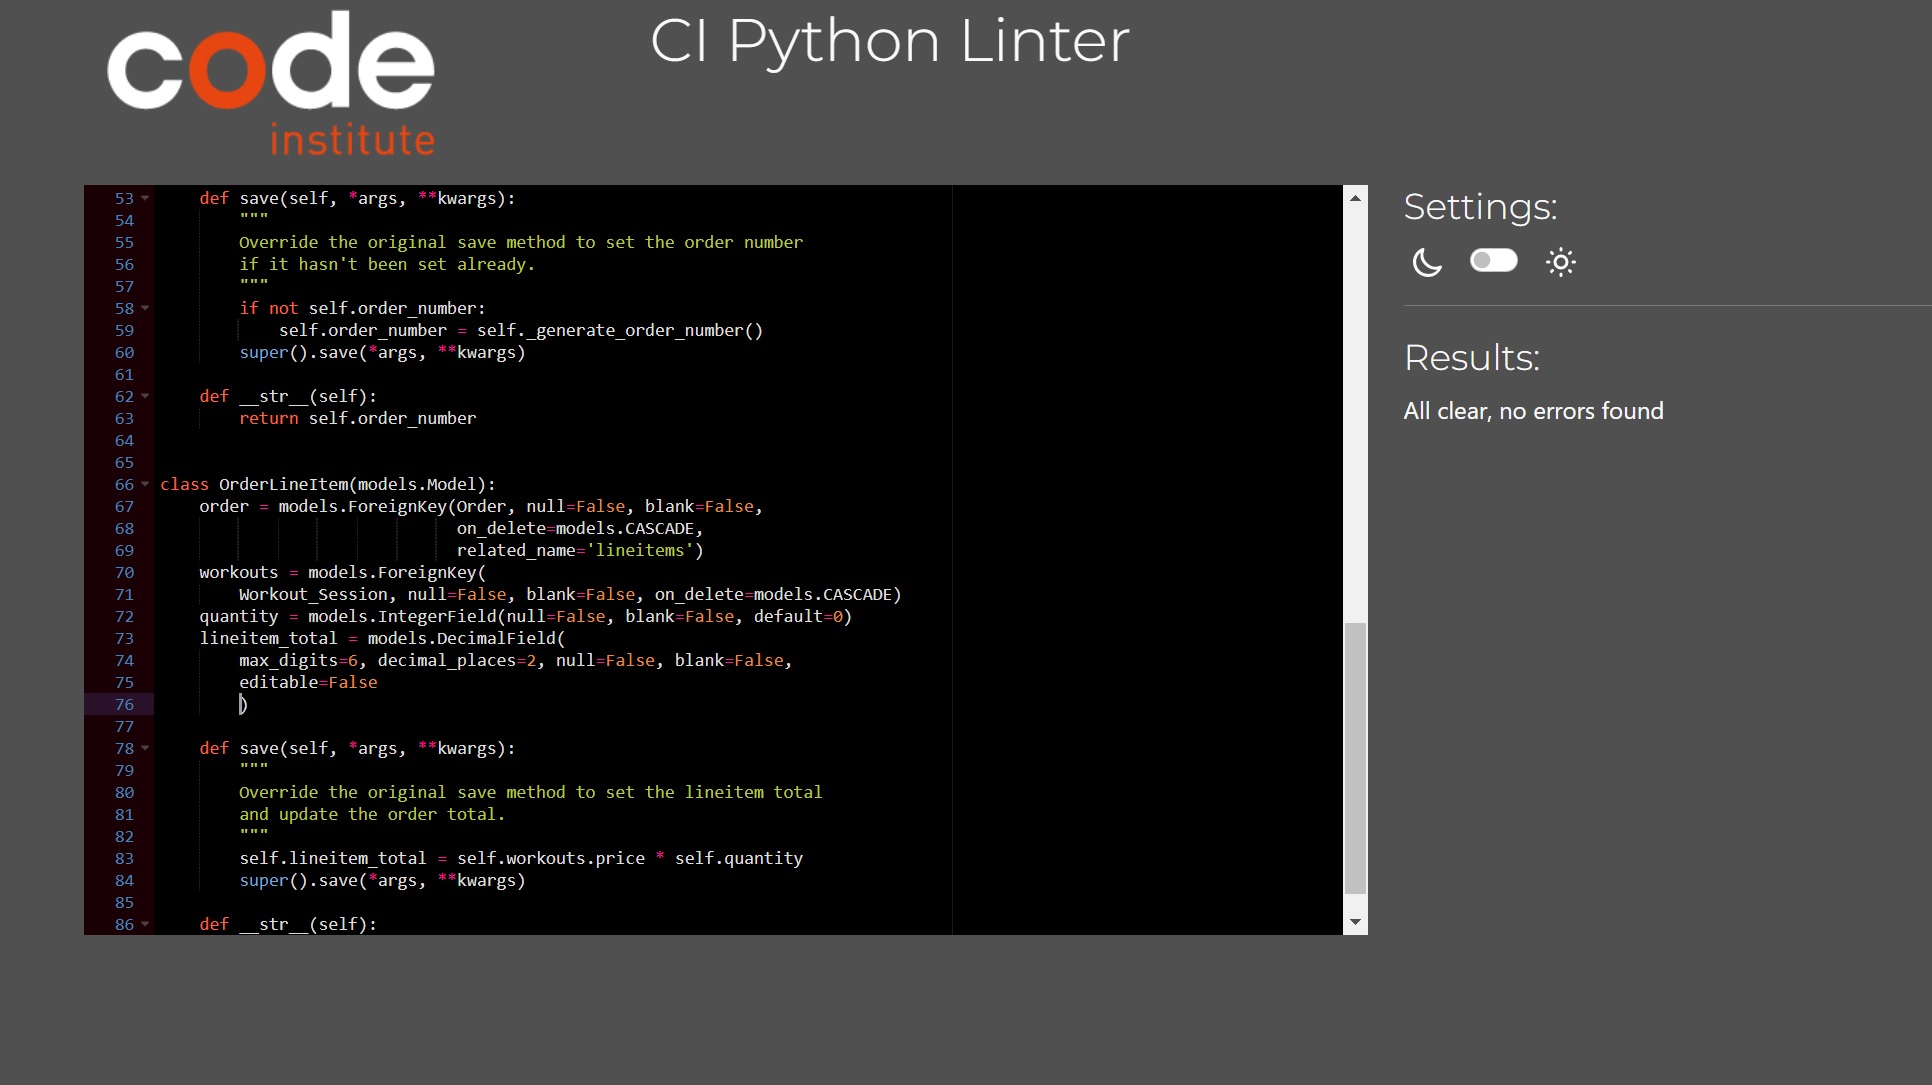 code
institute
CI Python Linter
53     def save(self, *args, **kwargs):
54         """
55         Override the original save method to set the order number
56         if it hasn't been set already.
57         """
58         if not self.order_number:
59             self.order_number = self._generate_order_number()
60         super().save(*args, **kwargs)
61
62     def __str__(self):
63         return self.order_number
64
65
66 class OrderLineItem(models.Model):
67     order = models.ForeignKey(Order, null=False, blank=False,
68                               on_delete=models.CASCADE,
69                               related_name='lineitems')
70     workouts = models.ForeignKey(
71         Workout_Session, null=False, blank=False, on_delete=models.CASCADE)
72     quantity = models.IntegerField(null=False, blank=False, default=0)
73     lineitem_total = models.DecimalField(
74         max_digits=6, decimal_places=2, null=False, blank=False,
75         editable=False
76         )
77
78     def save(self, *args, **kwargs):
79         """
80         Override the original save method to set the lineitem total
81         and update the order total.
82         """
83         self.lineitem_total = self.workouts.price * self.quantity
84         super().save(*args, **kwargs)
85
86     def __str__(self):
Settings:
Results:
All clear, no errors found